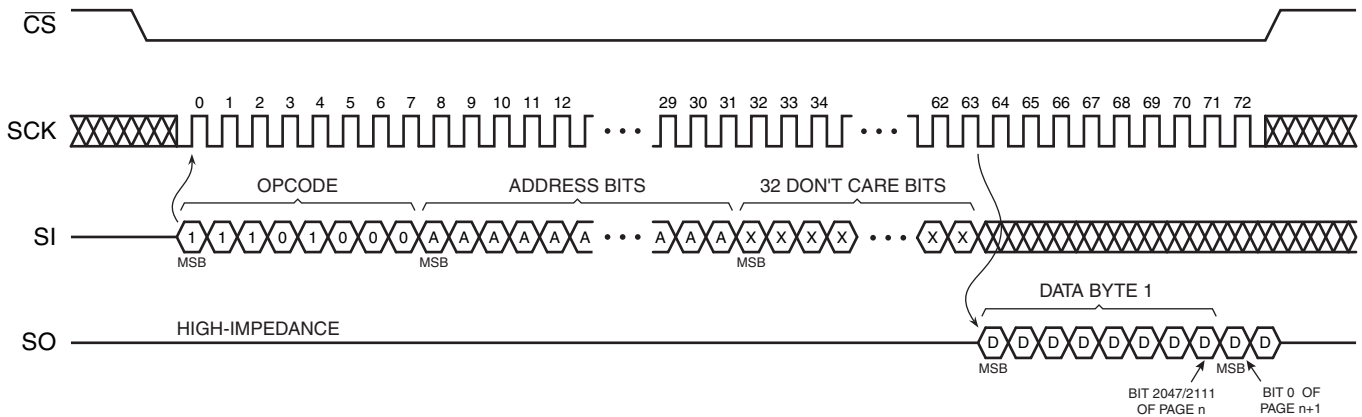 CS
0 1 2 3 4 5 6 7 8 9 10 11 12 29 30 31 32 33 34 62 63 64 65 66 67 68 69 70 71 72
SCK
OPCODE ADDRESS BITS 32 DON'T CARE BITS
SI 1 1 1 0 1 0 0 0 A A A A A A A A A X X X X X X
MSB MSB MSB
DATA BYTE 1
HIGH-IMPEDANCE
SO D D D D D D D D D D
MSB MSB
BIT 2047/2111
OF PAGE n
BIT 0 OF
PAGE n+1